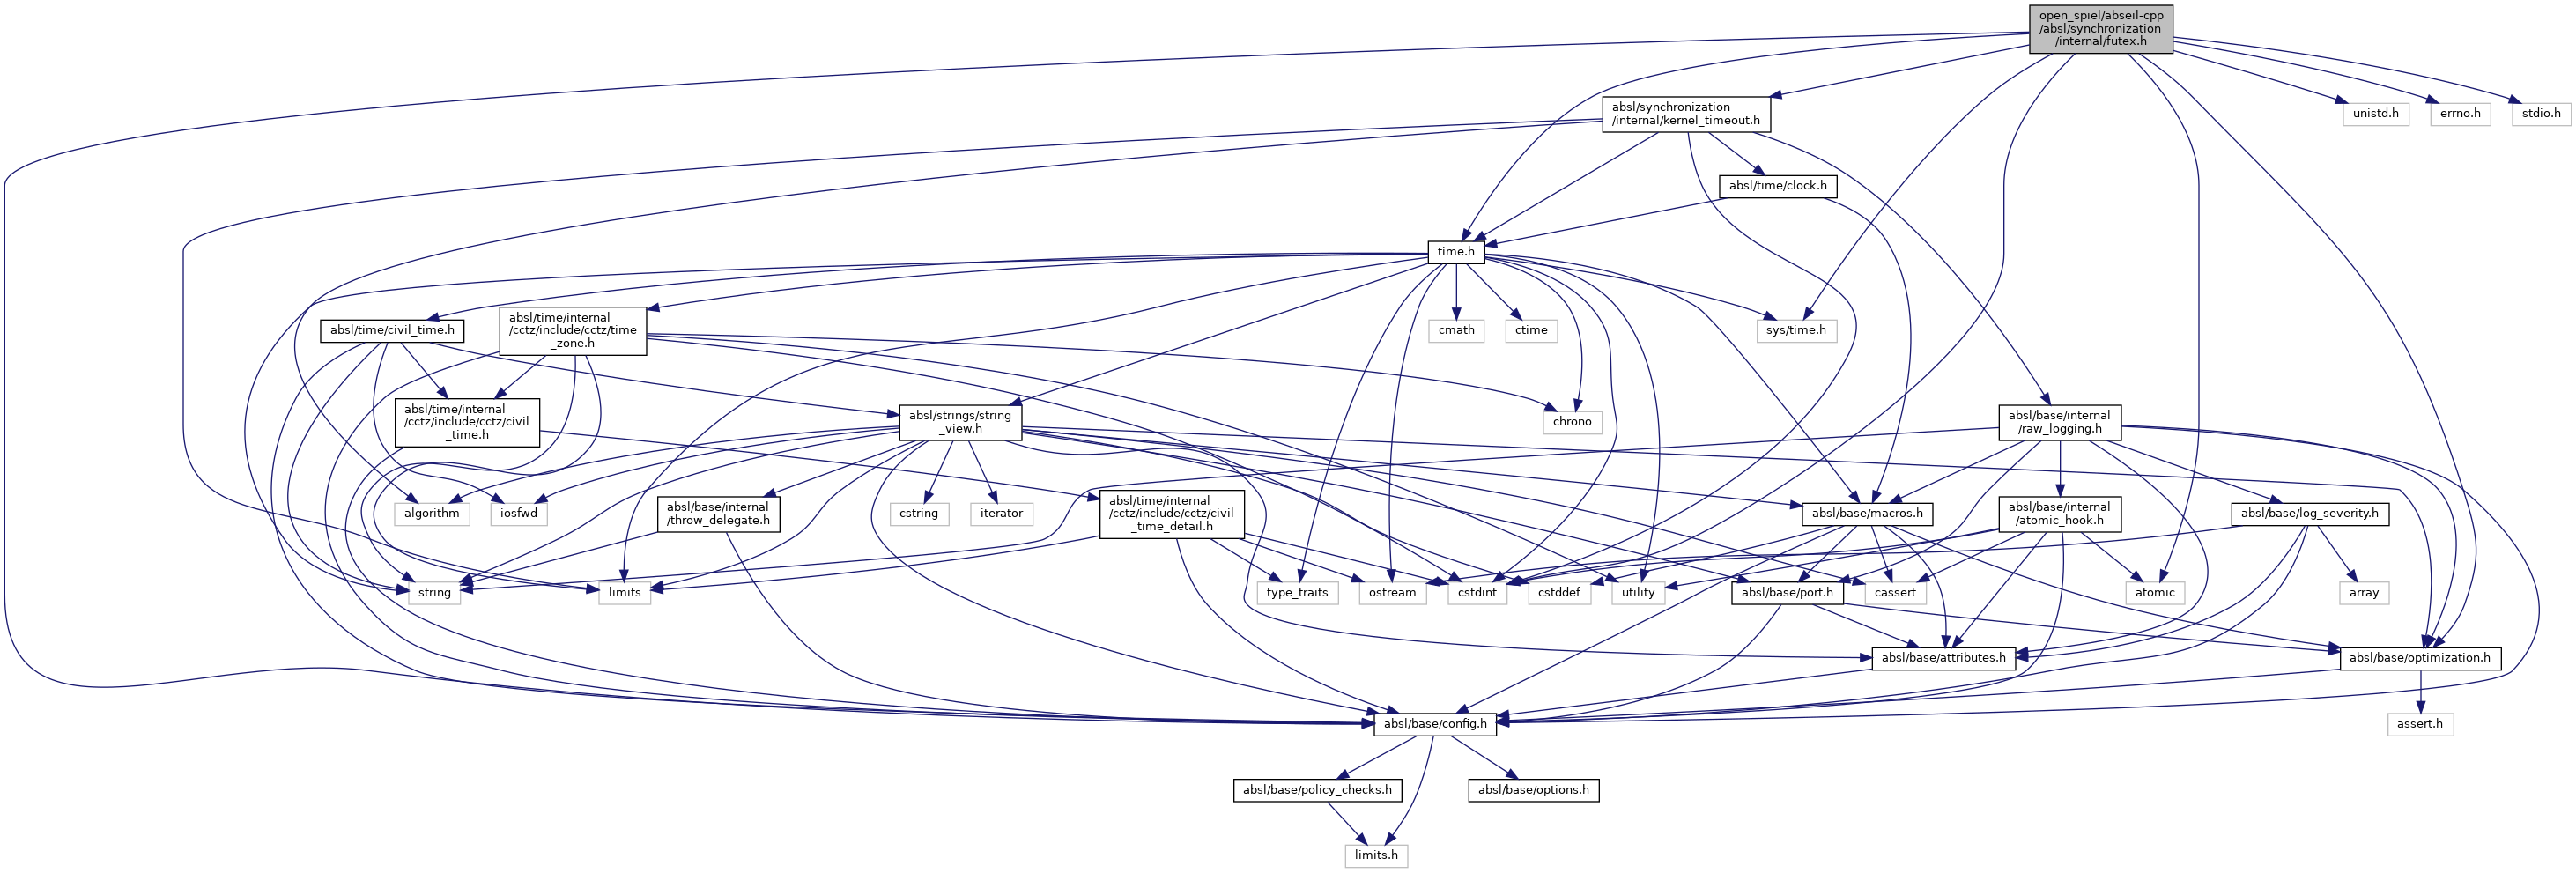 open_spiel/abseil-cpp
/absl/synchronization
/internal/futex.h
absl/synchronization
/internal/kernel_timeout.h
unistd.h
errno.h
stdio.h
absl/time/clock.h
time.h
absl/time/civil_time.h
absl/time/internal
/cctz/include/cctz/time
_zone.h
cmath
ctime
sys/time.h
absl/time/internal
/cctz/include/cctz/civil
_time.h
absl/strings/string
_view.h
chrono
absl/base/internal
/raw_logging.h
algorithm
iosfwd
absl/base/internal
/throw_delegate.h
cstring
iterator
absl/time/internal
/cctz/include/cctz/civil
_time_detail.h
absl/base/macros.h
absl/base/internal
/atomic_hook.h
absl/base/log_severity.h
string
limits
type_traits
ostream
cstdint
cstddef
utility
absl/base/port.h
cassert
atomic
array
absl/base/attributes.h
absl/base/optimization.h
absl/base/config.h
assert.h
absl/base/policy_checks.h
absl/base/options.h
limits.h